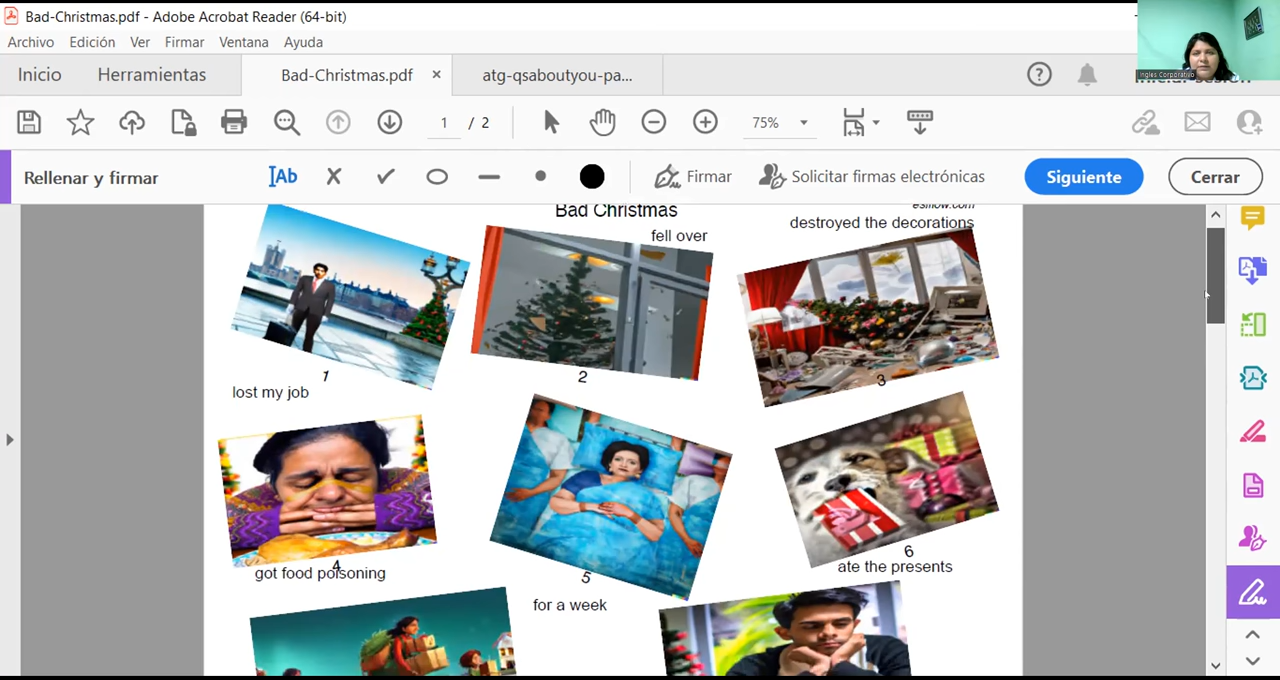 Bad-Christmas.pdf - Adobe Acrobat Reader (64-bit)
Archivo Edición Ver Firmar Ventana Ayuda
Inicio Herramientas Bad-Christmas.pdf × atg-qsaboutyou-pa...
Ingles Corporativo
1 / 2 75%
Rellenar y firmar Ab Firmar Solicitar firmas electrónicas Siguiente Cerrar
Bad Christmas
destroyed the decorations
fell over
1
2
3
lost my job
4
got food poisoning
5
for a week
6
ate the presents